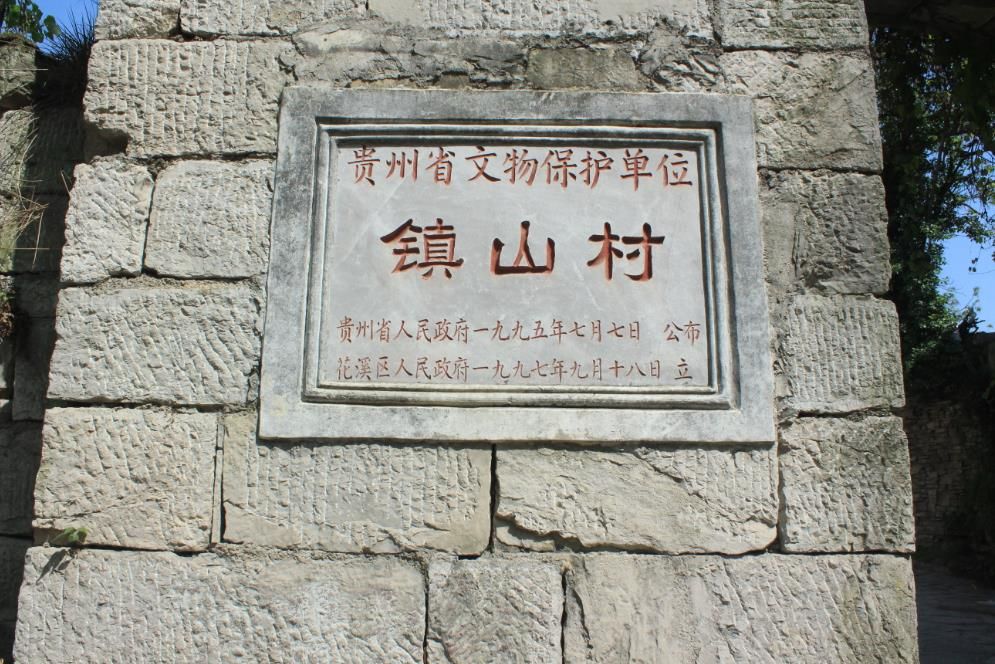 贵州省文物保护单位
镇山村
贵州省人民政府一九九五年七月七日 公布
花溪区人民政府一九九七年九月十八日 立